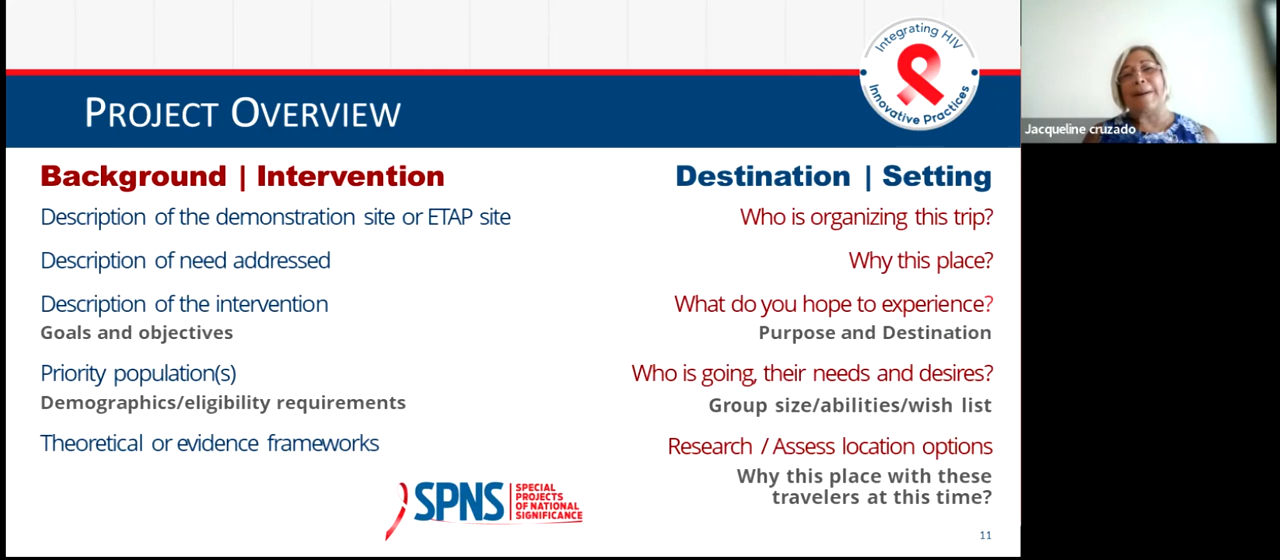 Integrating HIV
Innovative Practices
PROJECT OVERVIEW
Jacqueline cruzado
Background | Intervention
Description of the demonstration site or ETAP site
Description of need addressed
Description of the intervention
Goals and objectives
Priority population(s)
Demographics/eligibility requirements
Theoretical or evidence frameworks
Destination | Setting
Who is organizing this trip?
Why this place?
What do you hope to experience?
Purpose and Destination
Who is going, their needs and desires?
Group size/abilities/wish list
Research / Assess location options
Why this place with these
travelers at this time?
SPNS
SPECIAL
PROJECTS
OF NATIONAL
SIGNIFICANCE
11